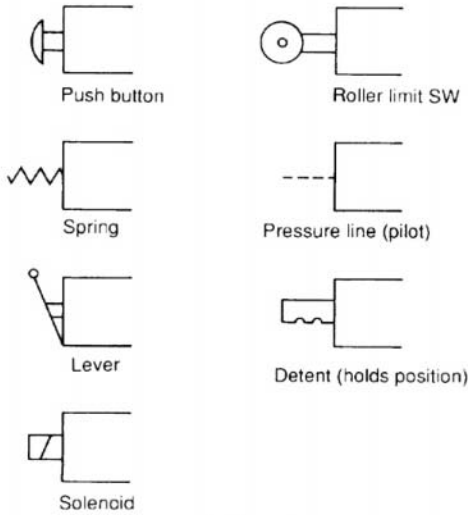 Push button
Roller limit SW
Spring
Pressure line (pilot)
Lever
Detent (holds position)
Solenoid